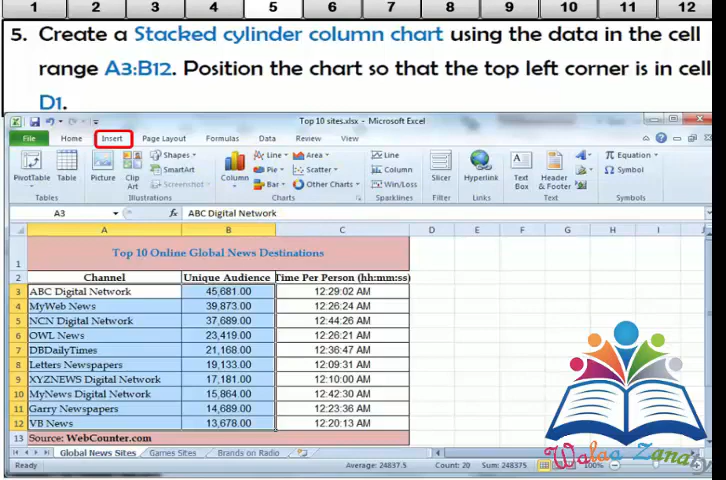 1 2 3 4 5 6 7 8 9 10 11 12
5. Create a Stacked cylinder column chart using the data in the cell
range A3:B12. Position the chart so that the top left corner is in cell
D1.
Top 10 sites.xlsx - Microsoft Excel
File Home Insert Page Layout Formulas Data Review View
PivotTable Table Picture Clip Art Shapes SmartArt Screenshot Column Line Pie Bar Area Scatter Other Charts Line Column Win/Loss Slicer Hyperlink Text Box Header & Footer Equation Symbol
Tables Illustrations Charts Sparklines Filter Links Text Symbols
A3 fx ABC Digital Network
A B C D E F G H I
1 Top 10 Online Global News Destinations
2 Channel Unique Audience Time Per Person (hh:mm:ss)
3 ABC Digital Network 45,681.00 12:29:02 AM
4 MyWeb News 39,873.00 12:26:24 AM
5 NCN Digital Network 37,689.00 12:44:26 AM
6 OWL News 23,419.00 12:26:21 AM
7 DBDailyTimes 21,168.00 12:36:47 AM
8 Letters Newspapers 19,133.00 12:09:31 AM
9 XYZNEWS Digital Network 17,181.00 12:10:00 AM
10 MyNews Digital Network 15,864.00 12:42:30 AM
11 Garry Newspapers 14,689.00 12:23:36 AM
12 VB News 13,678.00 12:20:13 AM
13 Source: WebCounter.com
Global News Sites Games Sites Brands on Radio
Ready Average: 24837.5 Count: 20 Sum: 248375 100%
Walaa Zanaty